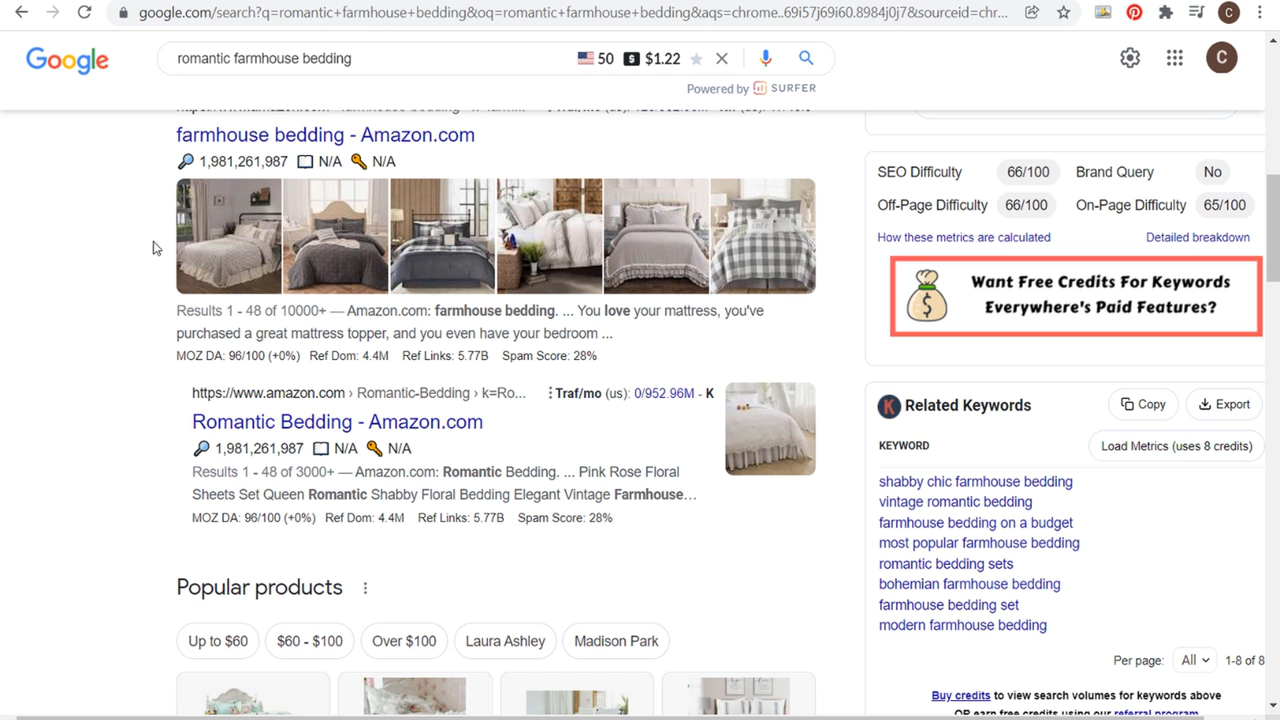 google.com/search?q=romantic+farmhouse+bedding&oq=romantic+farmhouse+bedding&aqs=chrome..69i57j69i60.8984j0j7&sourceid=chr...
C
Google
romantic farmhouse bedding
50
$
$1.22
C
Powered by SURFER
farmhouse bedding - Amazon.com
1,981,261,987 N/A N/A
Results 1 - 48 of 10000+ — Amazon.com: farmhouse bedding. ... You love your mattress, you've
purchased a great mattress topper, and you even have your bedroom ...
MOZ DA: 96/100 (+0%) Ref Dom: 4.4M Ref Links: 5.77B Spam Score: 28%
https://www.amazon.com › Romantic-Bedding › k=Ro... Traf/mo (us): 0/952.96M - K
Romantic Bedding - Amazon.com
1,981,261,987 N/A N/A
Results 1 - 48 of 3000+ — Amazon.com: Romantic Bedding. ... Pink Rose Floral
Sheets Set Queen Romantic Shabby Floral Bedding Elegant Vintage Farmhouse...
MOZ DA: 96/100 (+0%) Ref Dom: 4.4M Ref Links: 5.77B Spam Score: 28%
Popular products
Up to $60
$60 - $100
Over $100
Laura Ashley
Madison Park
SEO Difficulty 66/100 Brand Query No
Off-Page Difficulty 66/100 On-Page Difficulty 65/100
How these metrics are calculated Detailed breakdown
$
Want Free Credits For Keywords
Everywhere's Paid Features?
K
Related Keywords
Copy
Export
KEYWORD
Load Metrics (uses 8 credits)
shabby chic farmhouse bedding
vintage romantic bedding
farmhouse bedding on a budget
most popular farmhouse bedding
romantic bedding sets
bohemian farmhouse bedding
farmhouse bedding set
modern farmhouse bedding
Per page: All 1-8 of 8
Buy credits to view search volumes for keywords above
OR earn free credits using our referral program